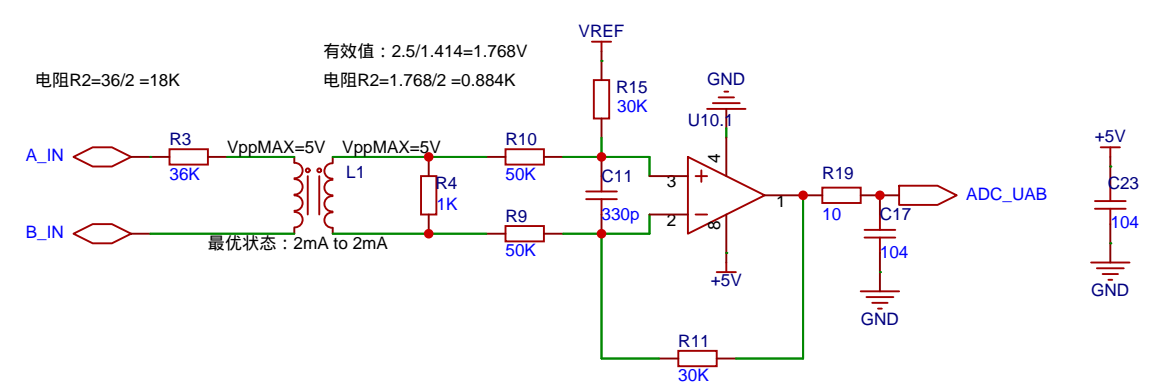 有效值：2.5/1.414=1.768V
电阻R2=36/2 =18K
电阻R2=1.768/2 =0.884K
VREF
R15
30K
GND
U10.1
4
+5V
A_IN
R3
36K
VppMAX=5V
VppMAX=5V
L1
R10
50K
C11
330p
3
2
1
8
+5V
R4
1K
R19
10
C17
104
ADC_UAB
C23
104
GND
B_IN
最优状态：2mA to 2mA
R9
50K
GND
R11
30K